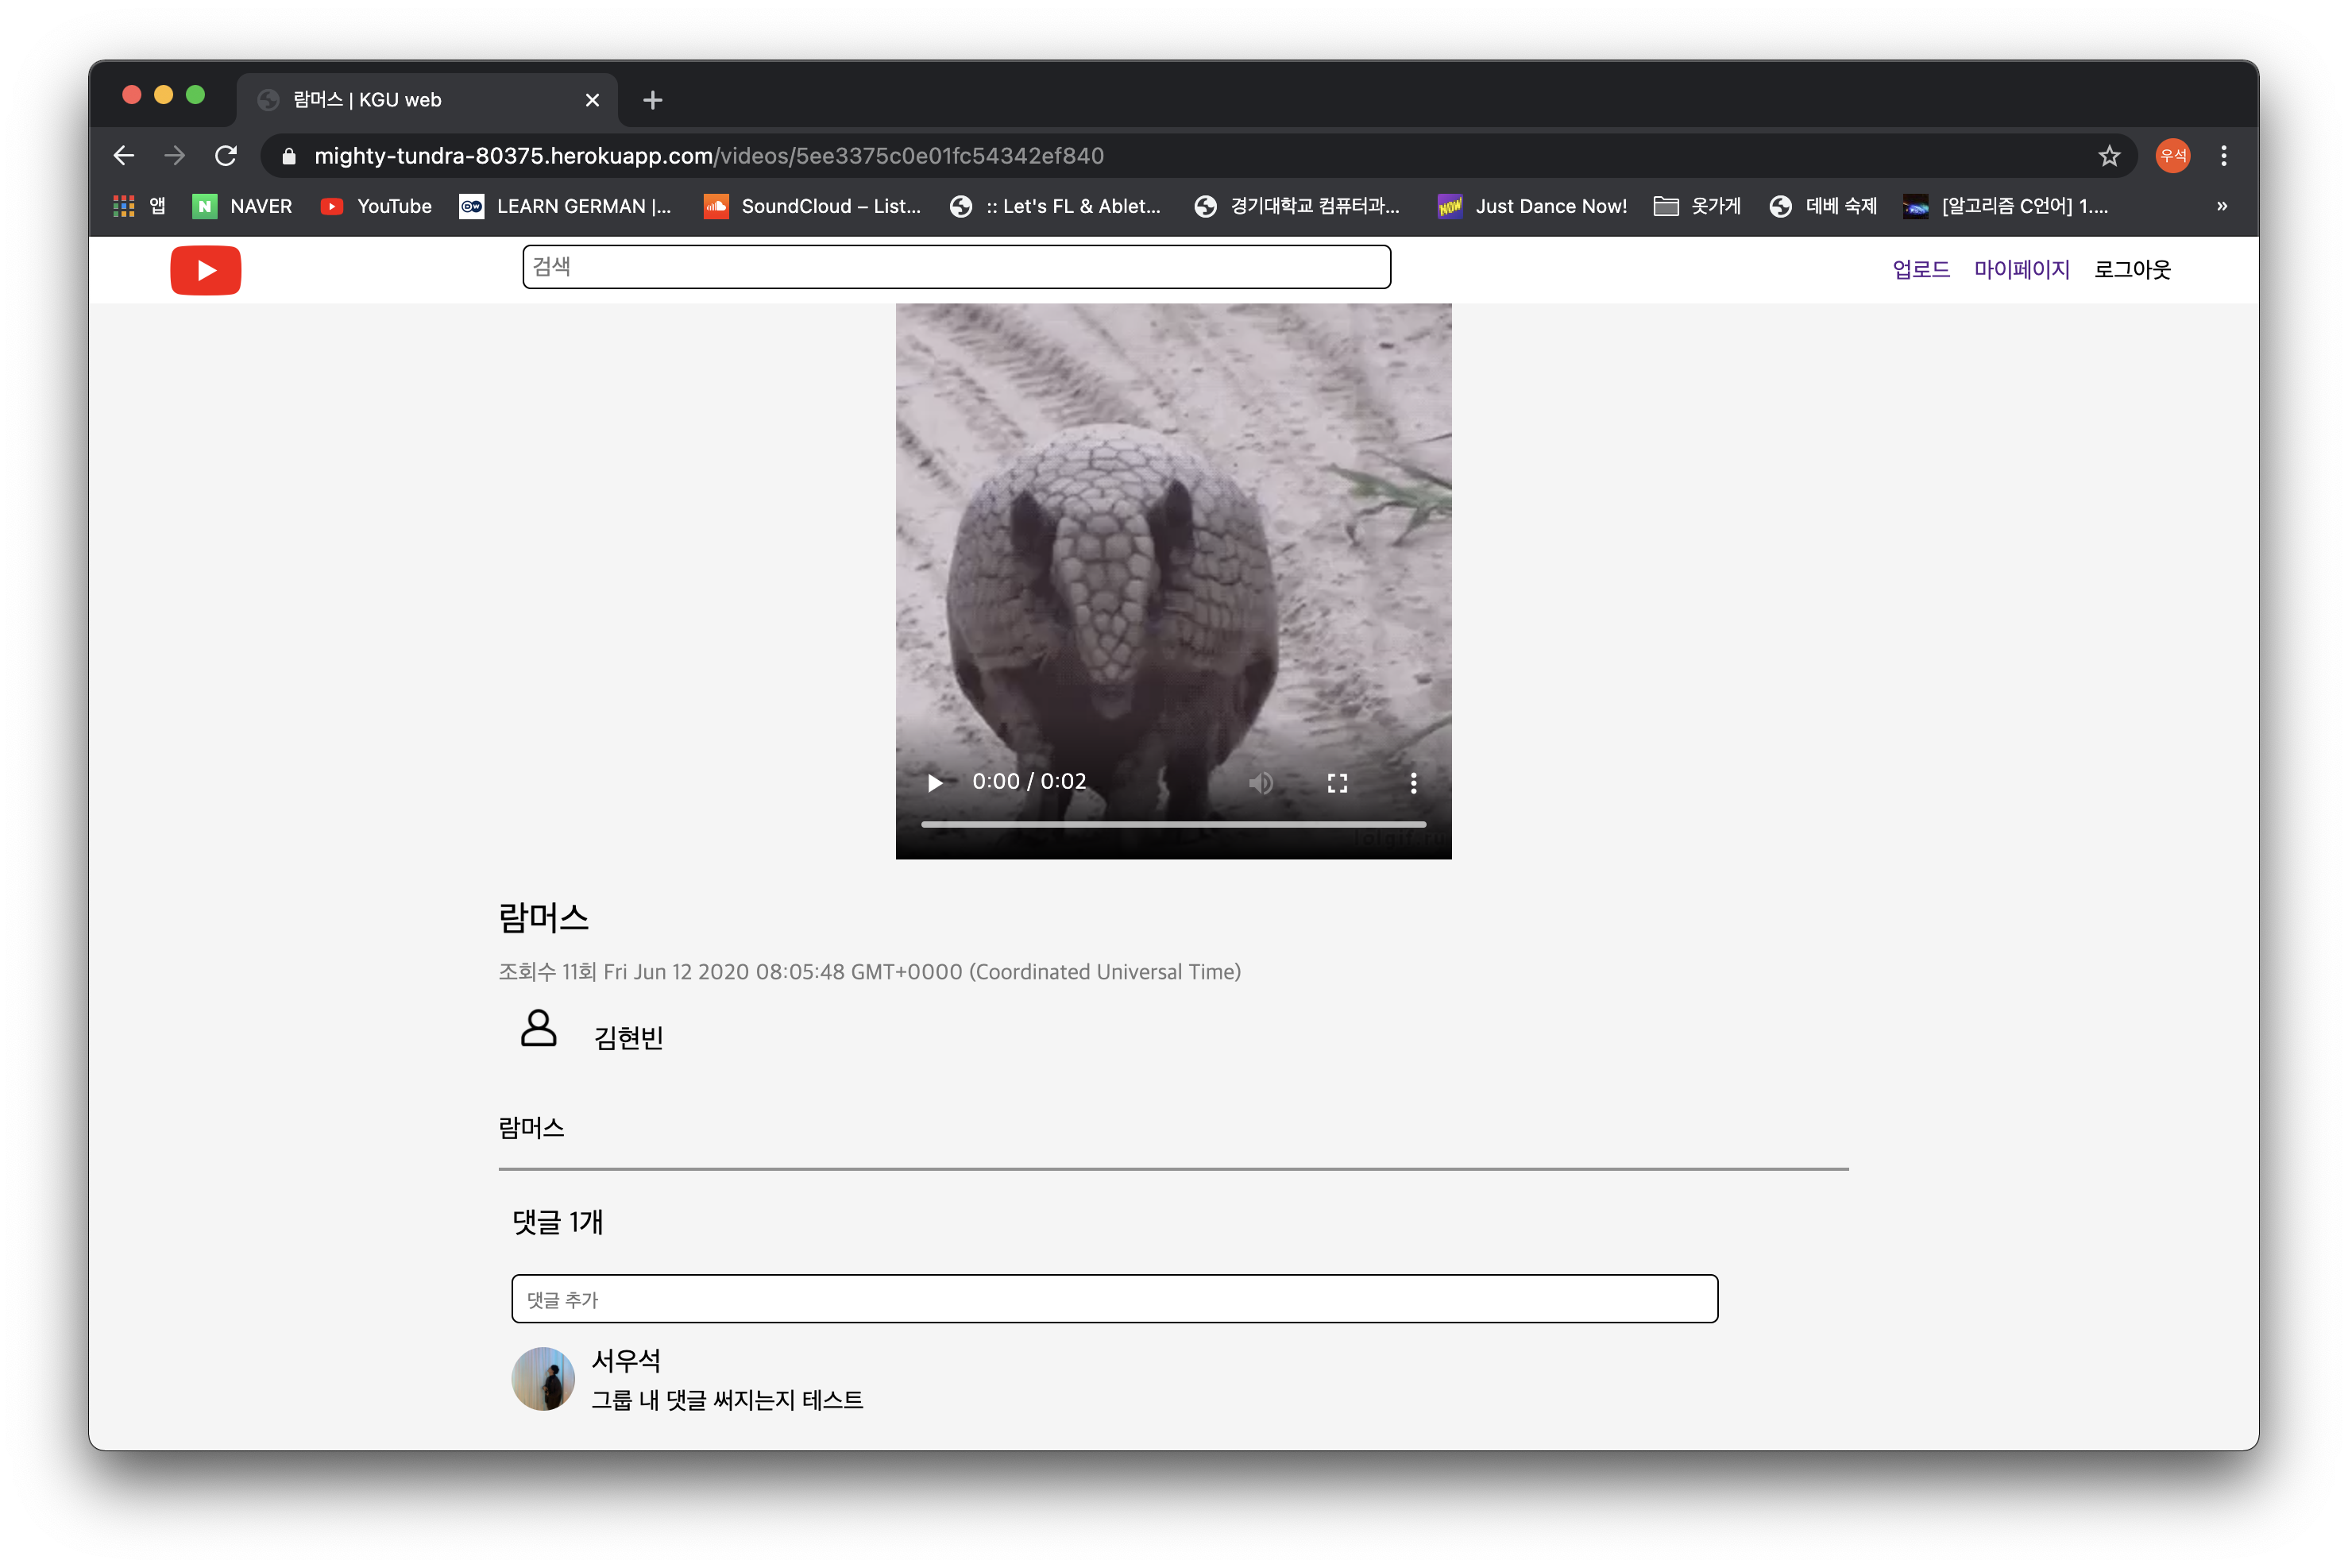 람머스 | KGU web
mighty-tundra-80375.herokuapp.com/videos/5ee3375c0e01fc54342ef840
우석
앱 NAVER YouTube LEARN GERMAN |... SoundCloud – List... :: Let's FL & Ablet... 경기대학교 컴퓨터과... Just Dance Now! 옷가게 데베 숙제 [알고리즘 C언어] 1....
검색 업로드 마이페이지 로그아웃
0:00 / 0:02
lolgif.ru
람머스
조회수 11회 Fri Jun 12 2020 08:05:48 GMT+0000 (Coordinated Universal Time)
김현빈
람머스
댓글 1개
댓글 추가
서우석
그룹 내 댓글 써지는지 테스트